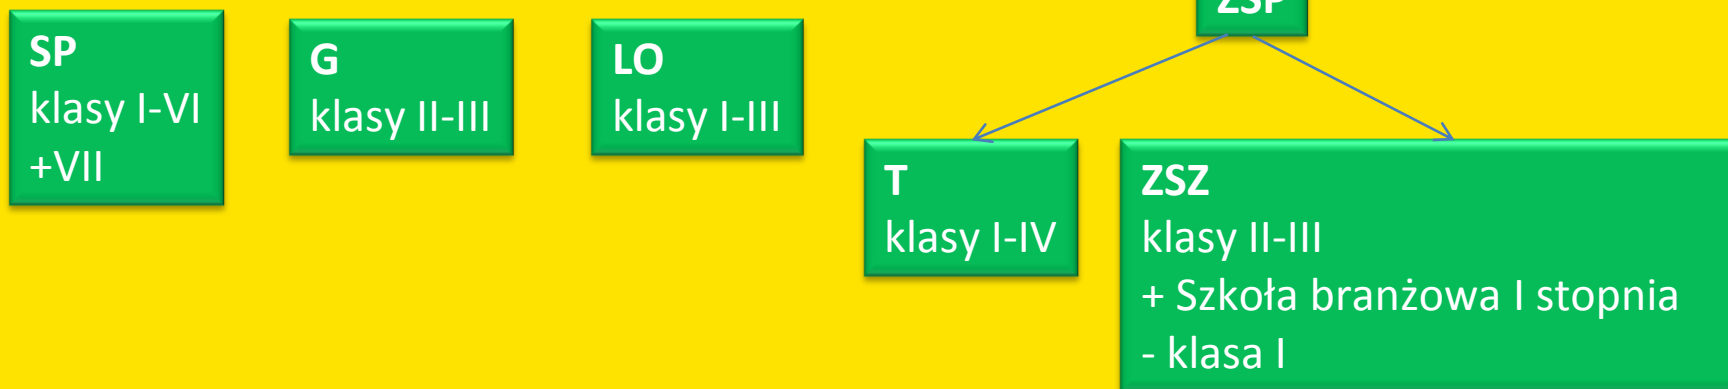 SP
klasy I-VI
+VII
G
klasy II-III
LO
klasy I-III
ZSP
T
klasy I-IV
ZSZ
klasy II-III
+ Szkoła branżowa I stopnia
- klasa I